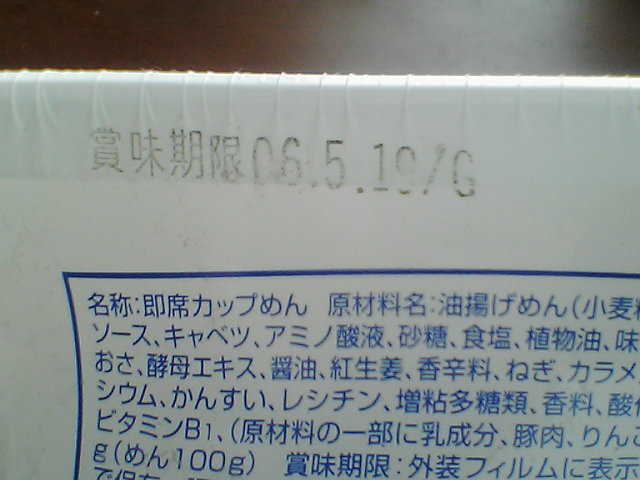 賞味期限 06.5.19/G
名称:即席カップめん 原材料名:油揚げめん(小麦
ソース、キャベツ、アミノ酸液、砂糖、食塩、植物油、味
おさ、酵母エキス、醤油、紅生姜、香辛料、ねぎ、カラメ
シウム、かんすい、レシチン、増粘多糖類、香料、酸
ビタミンB1、(原材料の一部に乳成分、豚肉、りん
g(めん100g) 賞味期限:外装フィルムに表示